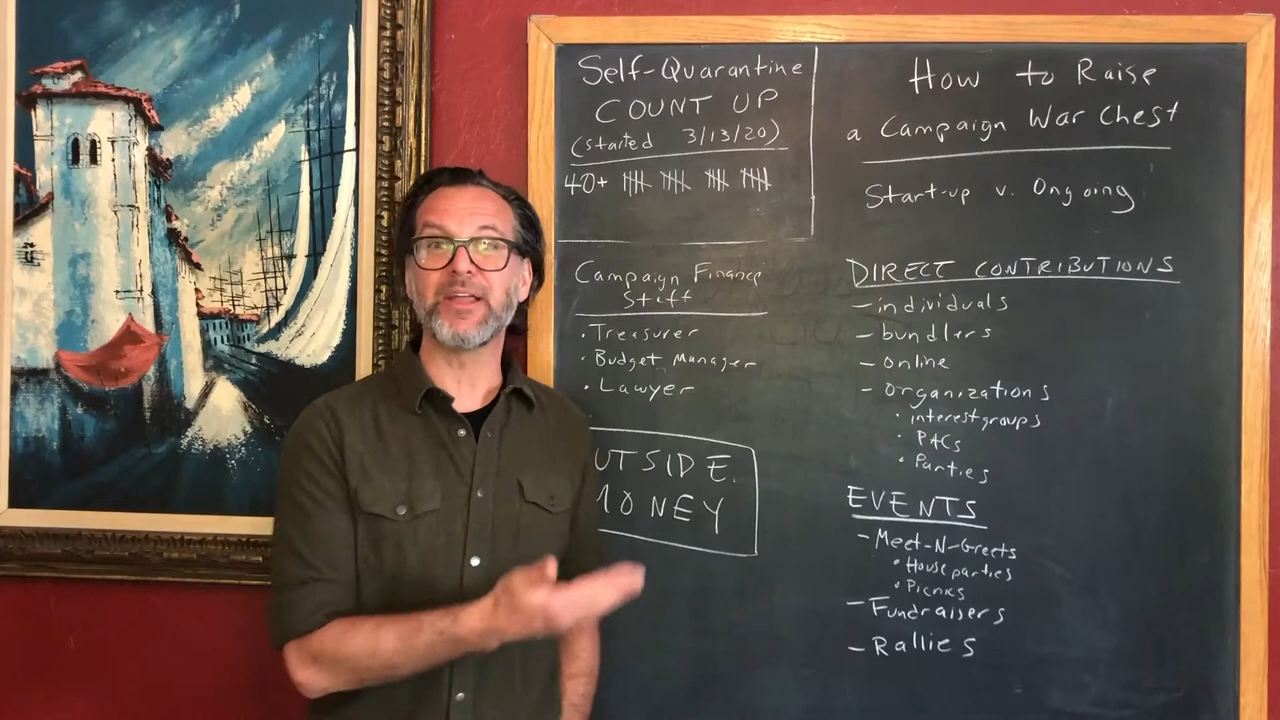 Self-Quarantine
COUNT UP
(started 3/13/20)
40+
Campaign Finance
Staff
• Treasurer
• Budget Manager
• Lawyer
UTSIDE
ONEY
How to Raise
a Campaign War Chest
Start-up v. Ongoing
DIRECT CONTRIBUTIONS
- individuals
- bundlers
- online
- organizations
• interest groups
• PACs
• Parties
EVENTS
- Meet-N-Greets
• House parties
• Picnics
- Fundraisers
- Rallies